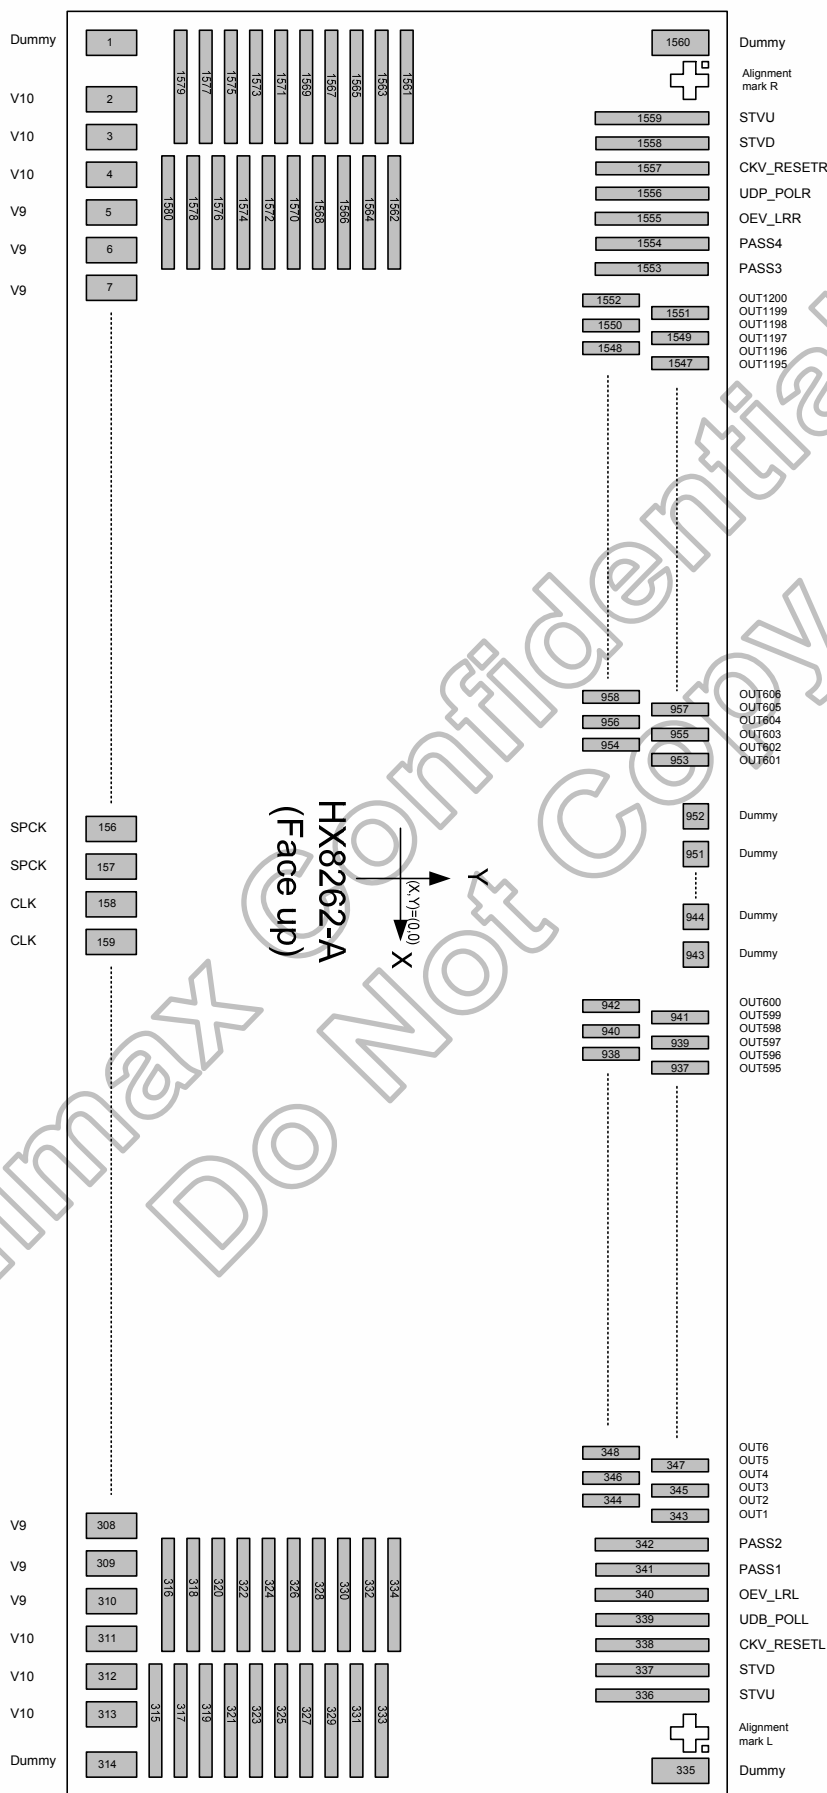 Dummy 1 1579 1577 1575 1573 1571 1569 1567 1565 1563 1561 1560 Dummy
Alignment
mark R
V10 2
1559 STVU
V10 3
1558 STVD
V10 4
1557 CKV_RESETR
1580 1578 1576 1574 1572 1570 1568 1566 1564 1562
1556 UDP_POLR
V9 5
1555 OEV_LRR
V9 6
1554 PASS4
1553 PASS3
V9 7
1552 OUT1200
1551 OUT1199
1550 OUT1198
1549 OUT1197
1548 OUT1196
1547 OUT1195
958 OUT606
957 OUT605
956 OUT604
955 OUT603
954 OUT602
953 OUT601
952 Dummy
SPCK 156
951 Dummy
SPCK 157
CLK 158
944 Dummy
CLK 159
943 Dummy
HX8262-A
(Face up)
Y
(X,Y)=(0,0)
X
942 OUT600
941 OUT599
940 OUT598
939 OUT597
938 OUT596
937 OUT595
348 OUT6
347 OUT5
346 OUT4
345 OUT3
344 OUT2
343 OUT1
V9 308
342 PASS2
V9 309
341 PASS1
316 318 320 322 324 326 328 330 332 334
V9 310
340 OEV_LRL
339 UDB_POLL
V10 311
338 CKV_RESETL
V10 312
337 STVD
336 STVU
V10 313
315 317 319 321 323 325 327 329 331 333
Alignment
mark L
Dummy 314
335 Dummy
Confidential
Do Not Copy